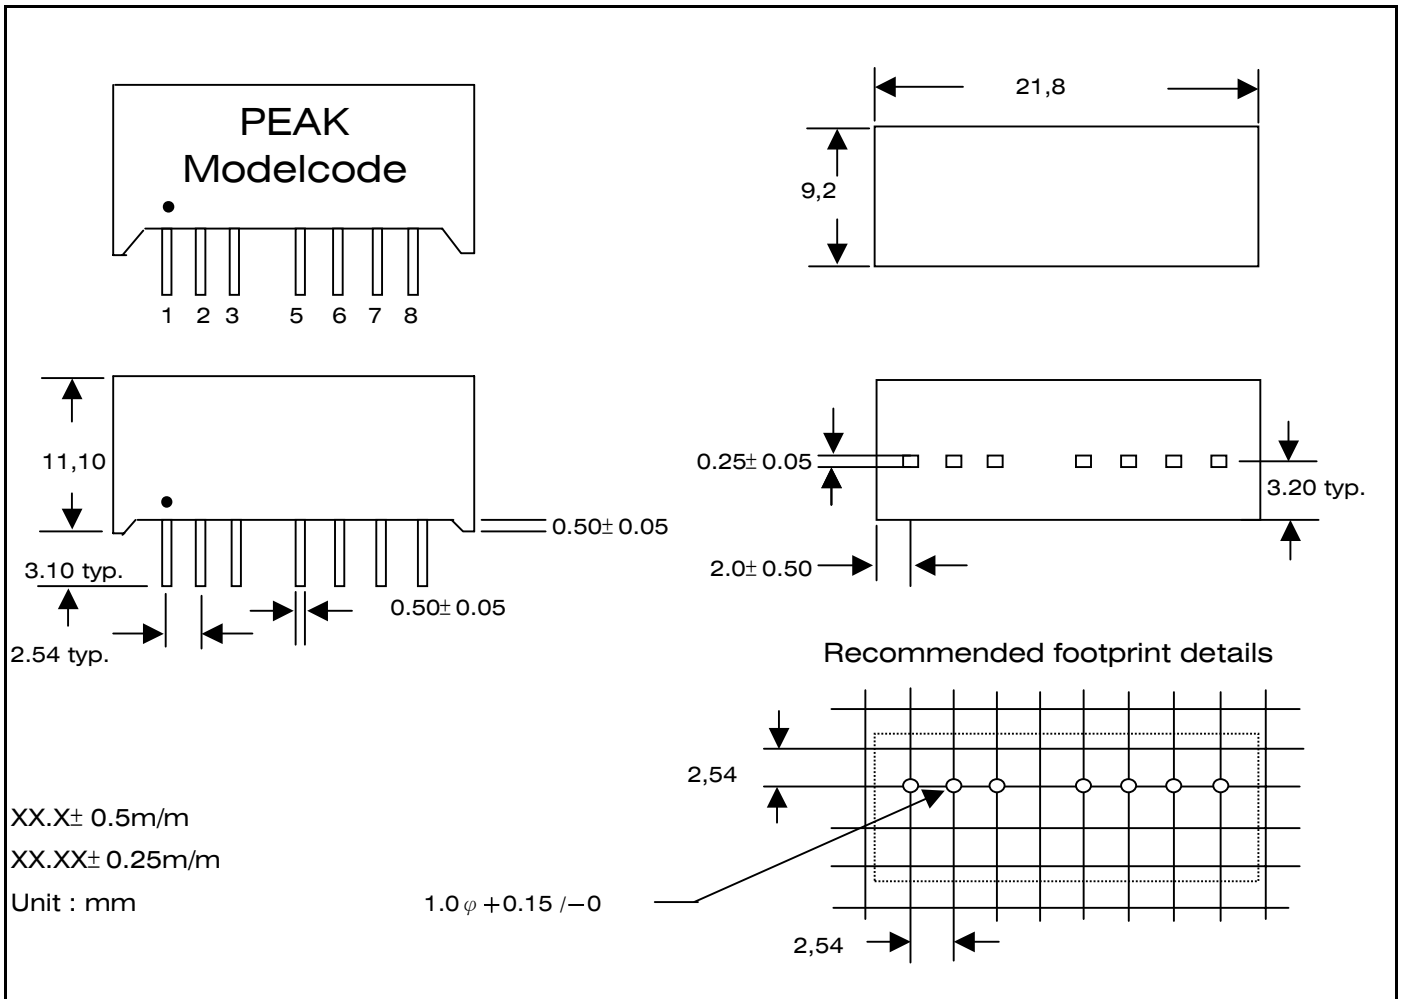 PEAK
Modelcode
1 2 3 5 6 7 8
21,8
9,2
11,10
0.50± 0.05
3.10 typ.
0.50± 0.05
2.54 typ.
0.25± 0.05
3.20 typ.
2.0± 0.50
Recommended footprint details
2,54
XX.X± 0.5m/m
XX.XX± 0.25m/m
Unit : mm
1.0 φ +0.15 /−0
2,54